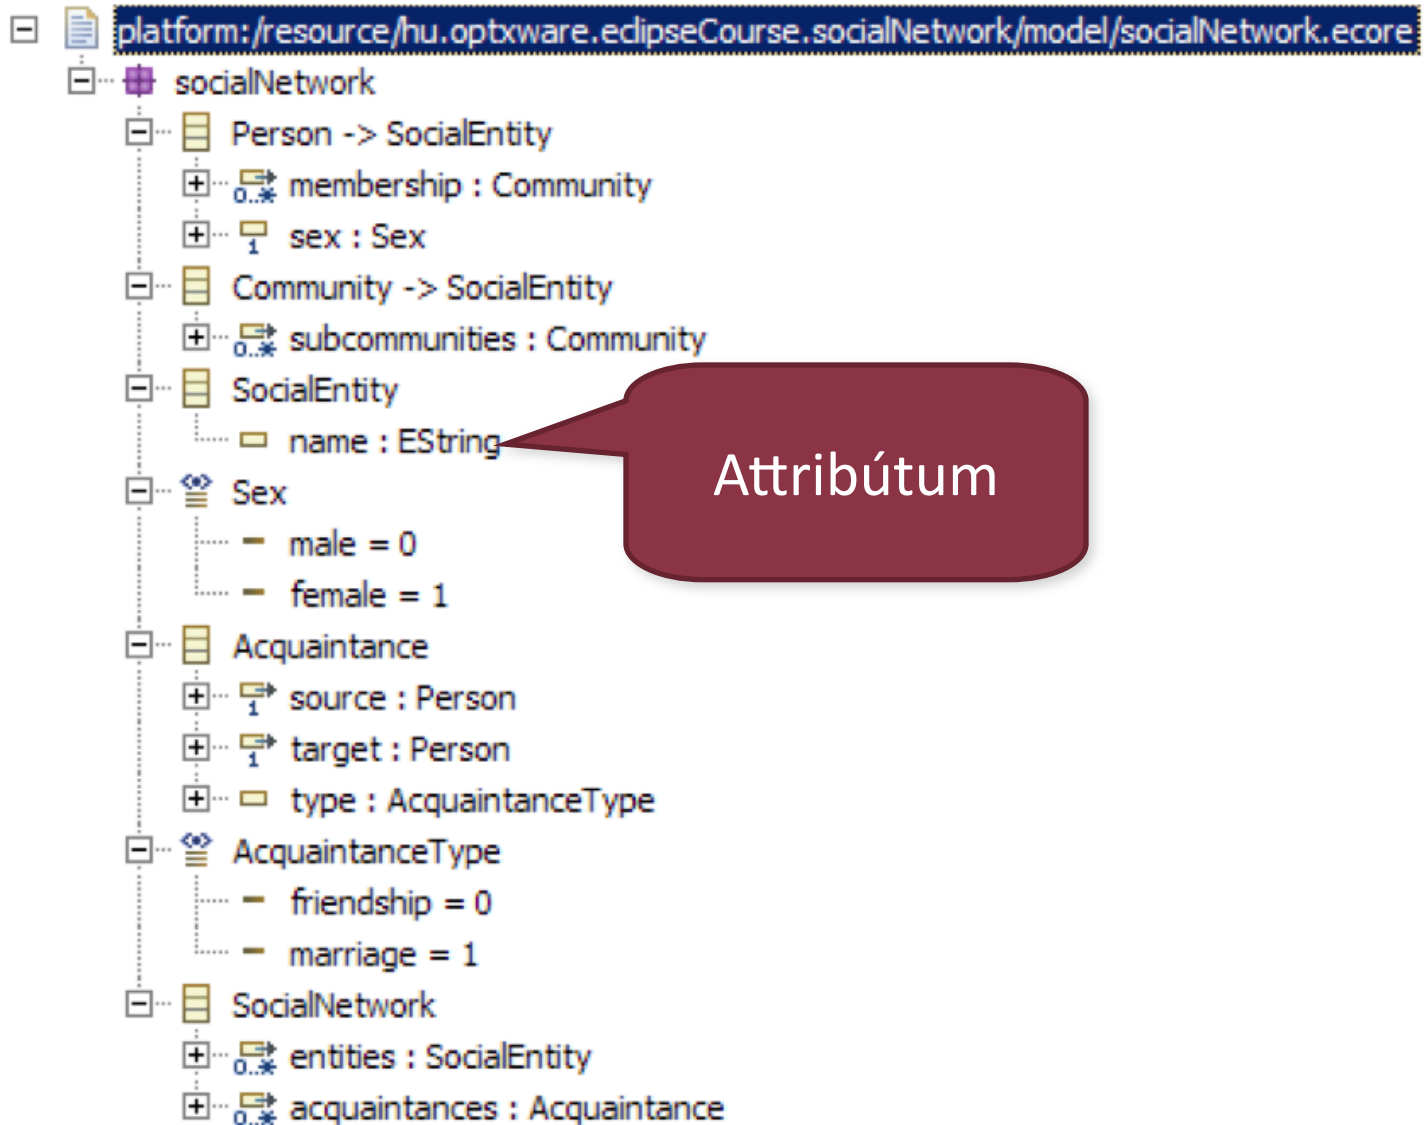 platform:/resource/hu.optxware.eclipseCourse.socialNetwork/model/socialNetwork.ecore
socialNetwork
Person -> SocialEntity
0..* membership : Community
1 sex : Sex
Community -> SocialEntity
0..* subcommunities : Community
SocialEntity
name : EString
Attribútum
Sex
male = 0
female = 1
Acquaintance
1 source : Person
1 target : Person
type : AcquaintanceType
AcquaintanceType
friendship = 0
marriage = 1
SocialNetwork
0..* entities : SocialEntity
0..* acquaintances : Acquaintance